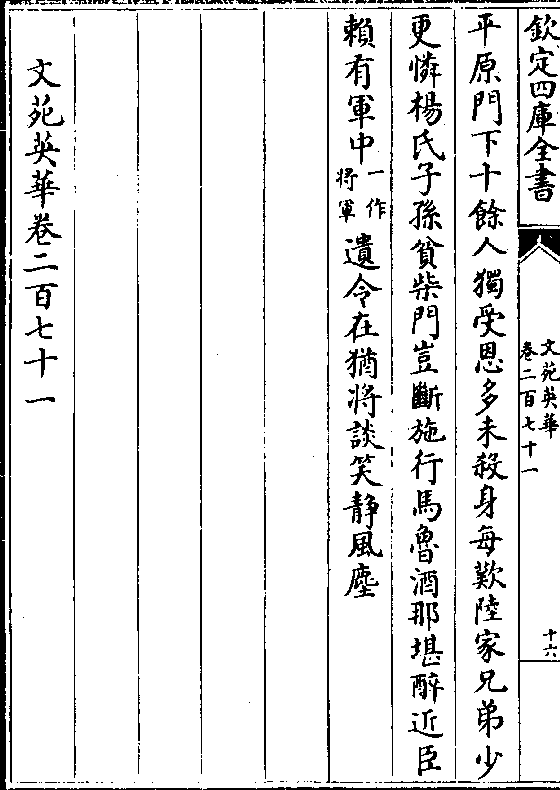 欽定四庫全書
文苑英華
卷二百七十一
十六
平原門下十餘人獨受恩多未殺身每歎陸家兄弟少
更憐楊氏子孫貧柴門豈斷施行馬魯酒那堪醉近臣
賴有軍中一作將軍遺令在猶將談笑静風塵
文苑英華卷二百七十一